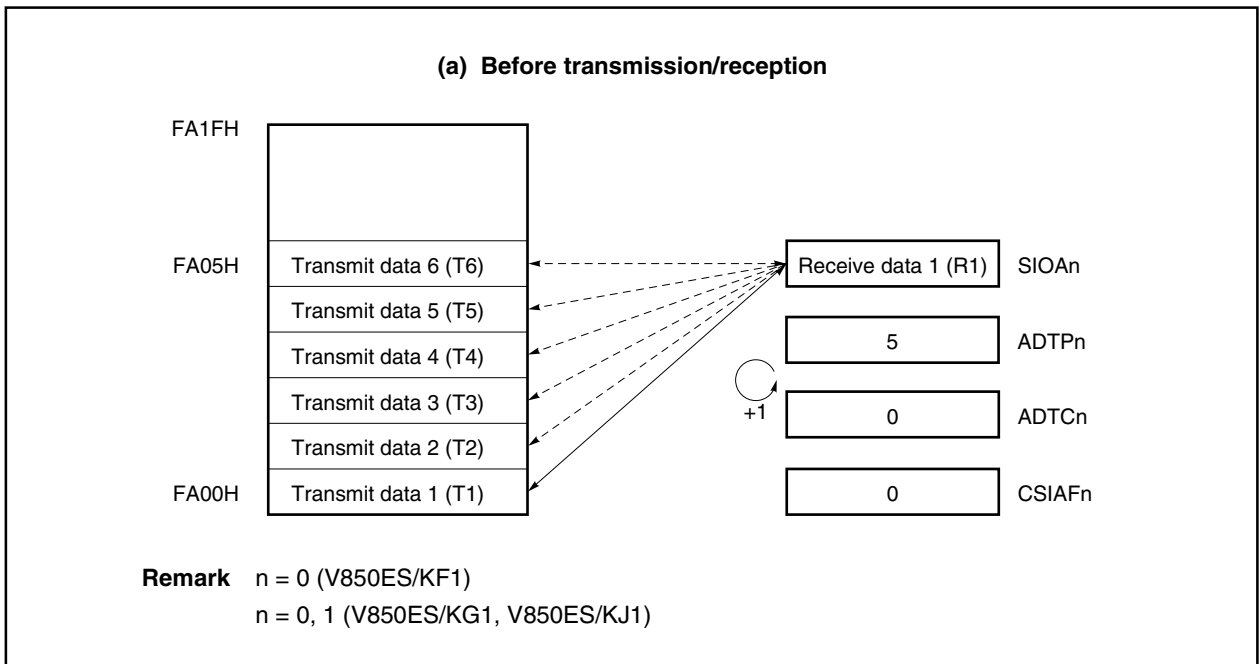 (a) Before transmission/reception
FA1FH
FA05H
Transmit data 6 (T6)
Receive data 1 (R1)
SIOAn
Transmit data 5 (T5)
5
ADTPn
Transmit data 4 (T4)
Transmit data 3 (T3)
+1
0
ADTCn
Transmit data 2 (T2)
FA00H
Transmit data 1 (T1)
0
CSIAFn
Remark n = 0 (V850ES/KF1)
n = 0, 1 (V850ES/KG1, V850ES/KJ1)